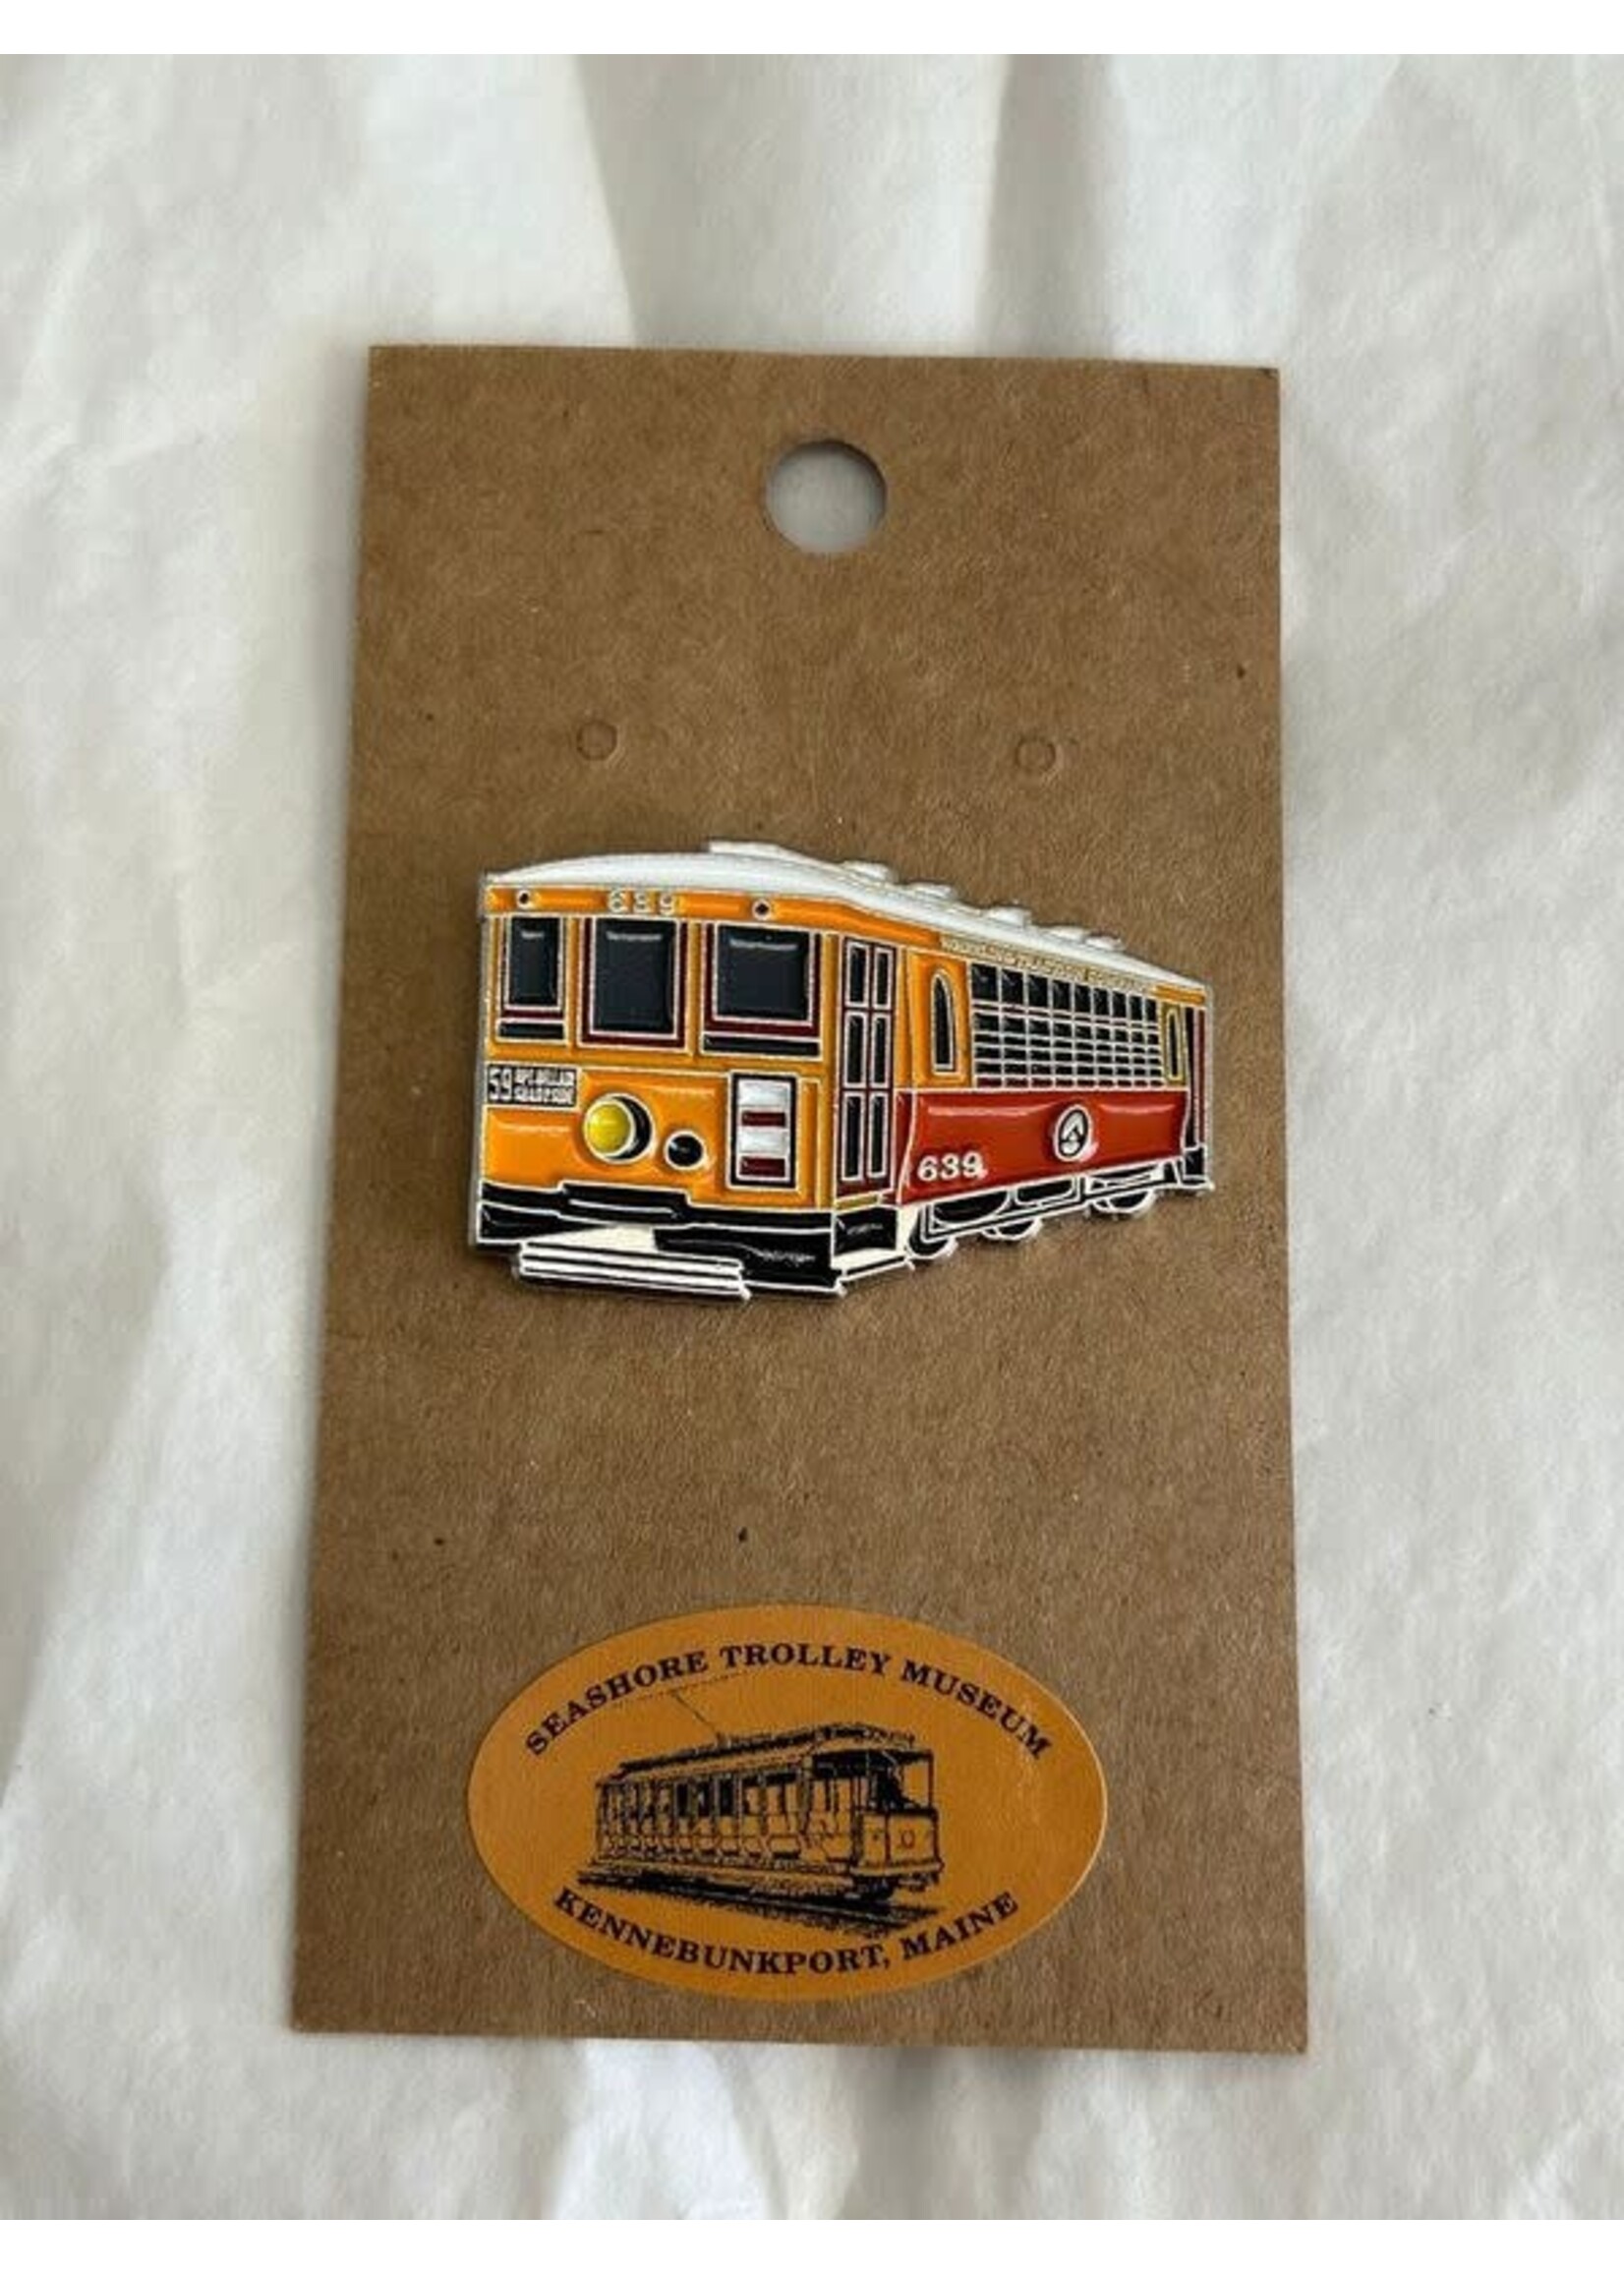 639
59
639
SEASHORE TROLLEY MUSEUM
KENNEBUNKPORT, MAINE